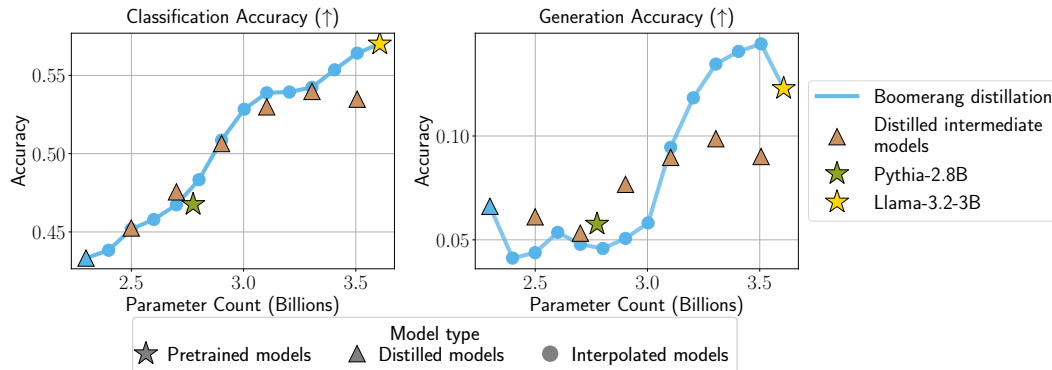 Classification Accuracy (↑)
Accuracy
0.55
0.50
0.45
2.5
3.0
3.5
Parameter Count (Billions)
Generation Accuracy (↑)
Accuracy
0.10
0.05
2.5
3.0
3.5
Parameter Count (Billions)
Boomerang distillation
Distilled intermediate
models
Pythia-2.8B
Llama-3.2-3B
Model type
Pretrained models
Distilled models
Interpolated models